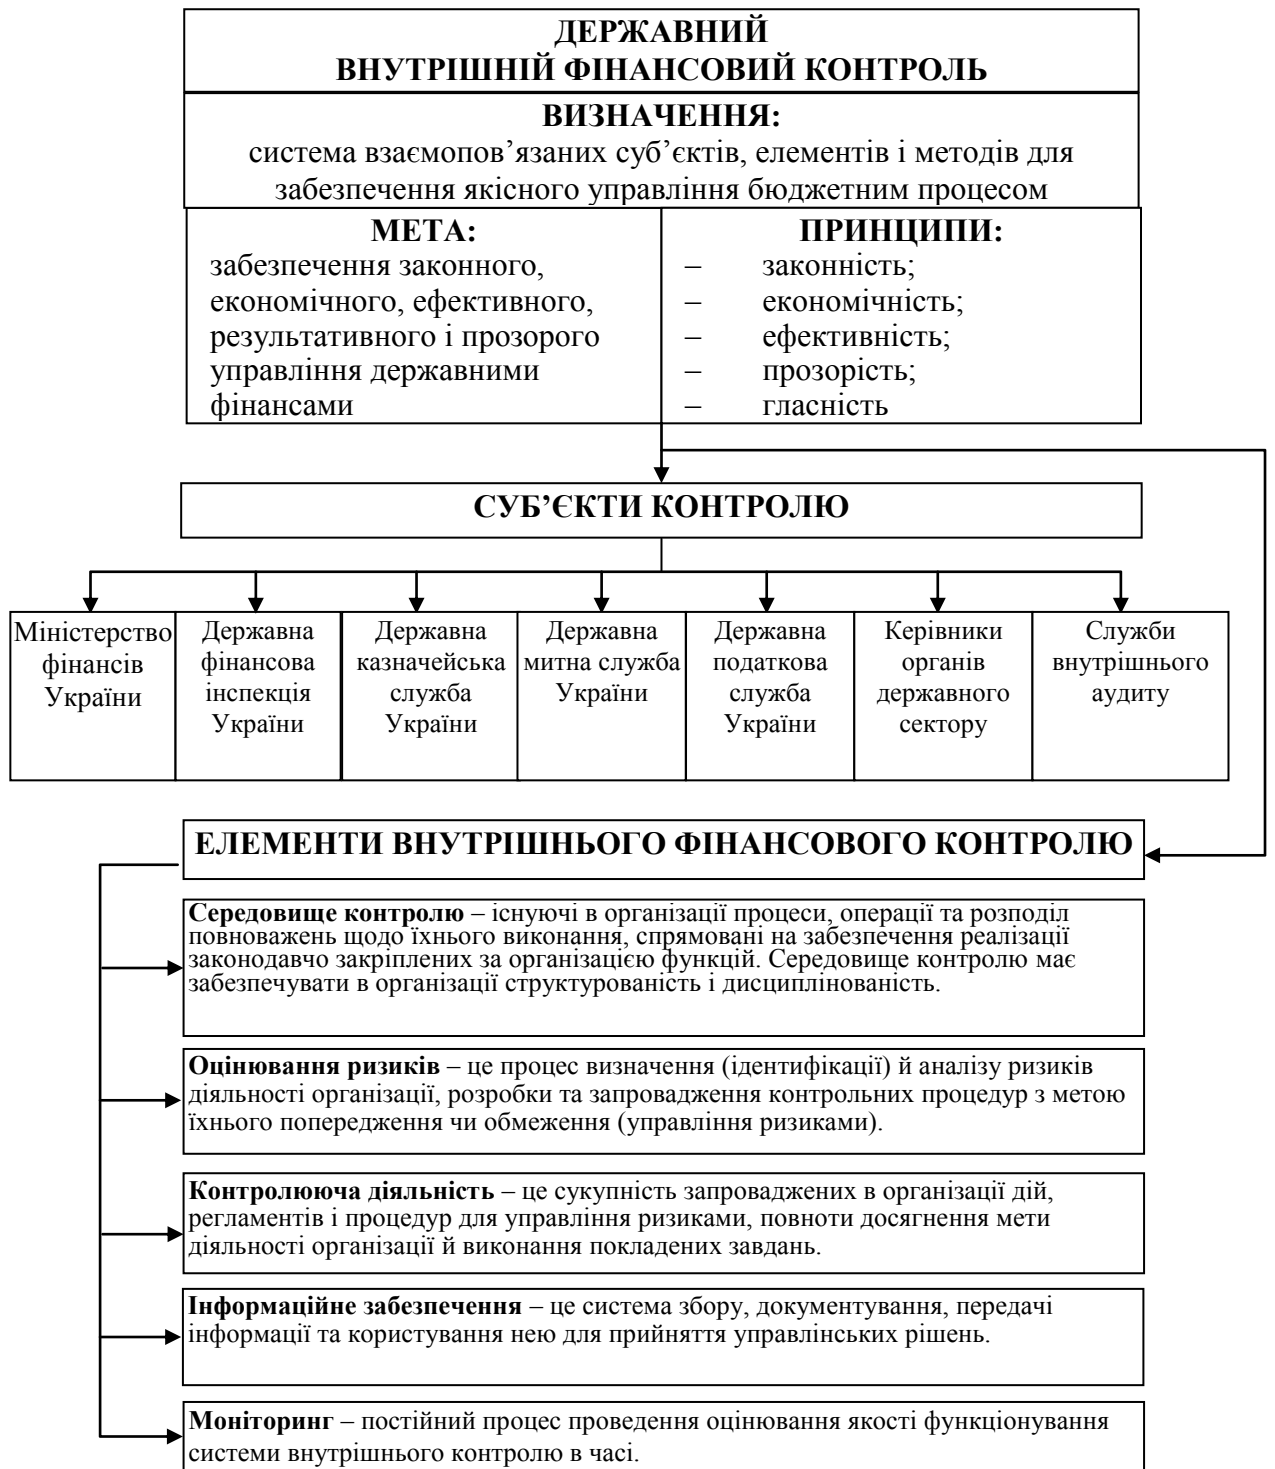 ДЕРЖАВНИЙ
ВНУТРІШНІЙ ФІНАНСОВИЙ КОНТРОЛЬ
ВИЗНАЧЕННЯ:
система взаємопов’язаних суб’єктів, елементів і методів для
забезпечення якісного управління бюджетним процесом
МЕТА:
забезпечення законного,
економічного, ефективного,
результативного і прозорого
управління державними
фінансами
ПРИНЦИПИ:
– законність;
– економічність;
– ефективність;
– прозорість;
– гласність
СУБ’ЄКТИ КОНТРОЛЮ
Міністерство
фінансів
України
Державна
фінансова
інспекція
України
Державна
казначейська
служба
України
Державна
митна служба
України
Державна
податкова
служба
України
Керівники
органів
державного
сектору
Служби
внутрішнього
аудиту
ЕЛЕМЕНТИ ВНУТРІШНЬОГО ФІНАНСОВОГО КОНТРОЛЮ
Середовище контролю – існуючі в організації процеси, операції та розподіл
повноважень щодо їхнього виконання, спрямовані на забезпечення реалізації
законодавчо закріплених за організацією функцій. Середовище контролю має
забезпечувати в організації структурованість і дисциплінованість.
Оцінювання ризиків – це процес визначення (ідентифікації) й аналізу ризиків
діяльності організації, розробки та запровадження контрольних процедур з метою
їхнього попередження чи обмеження (управління ризиками).
Контролююча діяльність – це сукупність запроваджених в організації дій,
регламентів і процедур для управління ризиками, повноти досягнення мети
діяльності організації й виконання покладених завдань.
Інформаційне забезпечення – це система збору, документування, передачі
інформації та користування нею для прийняття управлінських рішень.
Моніторинг – постійний процес проведення оцінювання якості функціонування
системи внутрішнього контролю в часі.